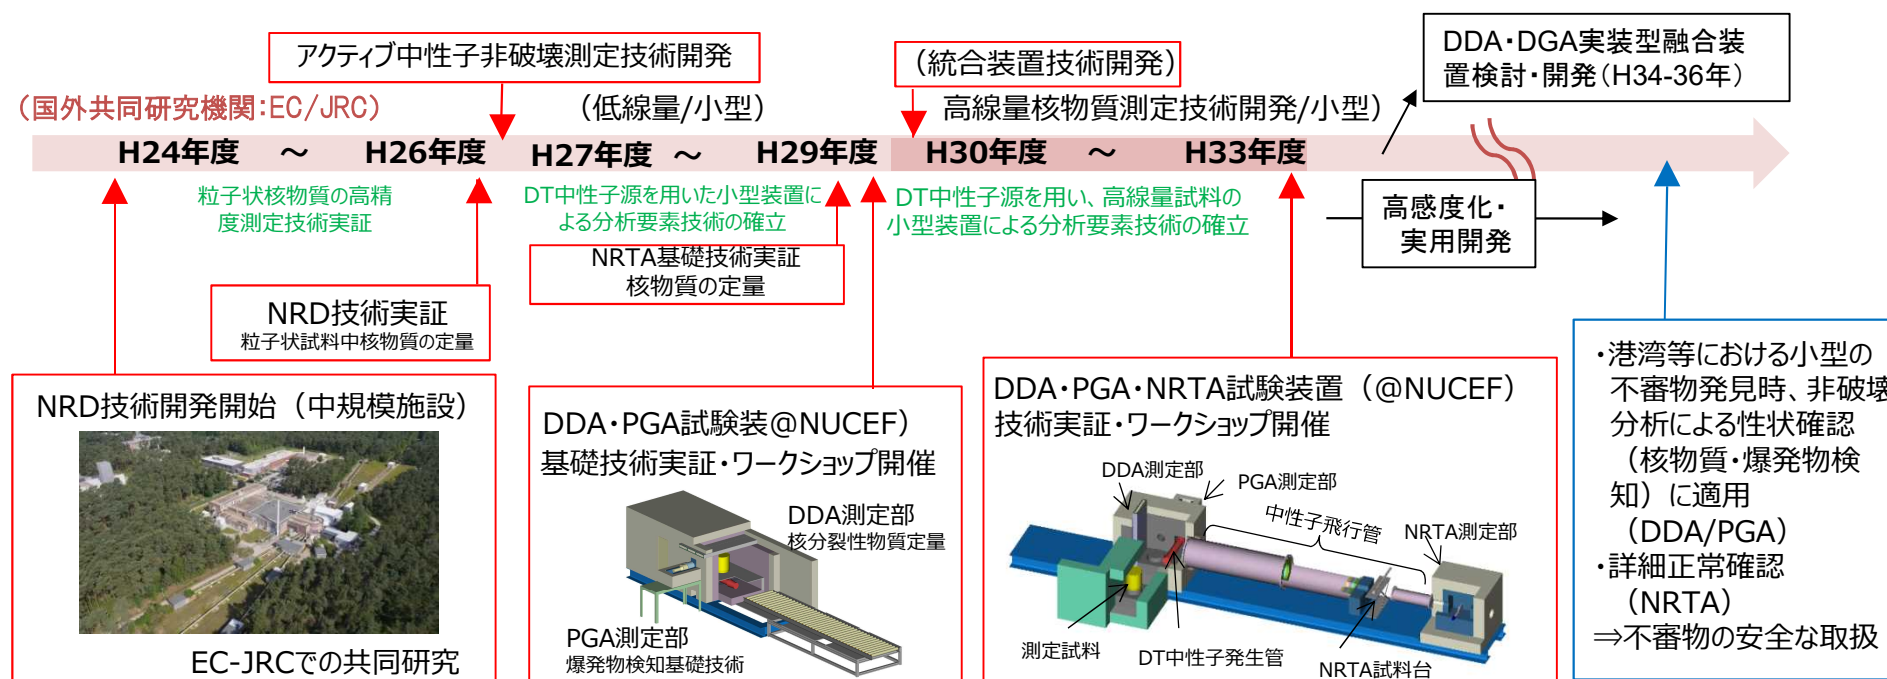 アクティブ中性子非破壊測定技術開発
(統合装置技術開発)
DDA・DGA実装型融合装
置検討・開発(H34-36年)
(国外共同研究機関:EC/JRC)
(低線量/小型)
高線量核物質測定技術開発/小型)
H24年度 ～ H26年度 H27年度 ～ H29年度 H30年度 ～ H33年度
粒子状核物質の高精
度測定技術実証
DT中性子源を用いた小型装置に
よる分析要素技術の確立
DT中性子源を用い、高線量試料の
小型装置による分析要素技術の確立
高感度化・
実用開発
NRTA基礎技術実証
核物質の定量
NRD技術実証
粒子状試料中核物質の定量
NRD技術開発開始（中規模施設）
EC-JRCでの共同研究
DDA・PGA試験装@NUCEF)
基礎技術実証・ワークショップ開催
DDA測定部
核分裂性物質定量
PGA測定部
爆発物検知基礎技術
DDA・PGA・NRTA試験装置（@NUCEF）
技術実証・ワークショップ開催
DDA測定部
PGA測定部
中性子飛行管
NRTA測定部
測定試料
DT中性子発生管
NRTA試料台
・港湾等における小型の
不審物発見時、非破壊
分析による性状確認
（核物質・爆発物検
知）に適用
（DDA/PGA）
・詳細正常確認
（NRTA）
⇒不審物の安全な取扱